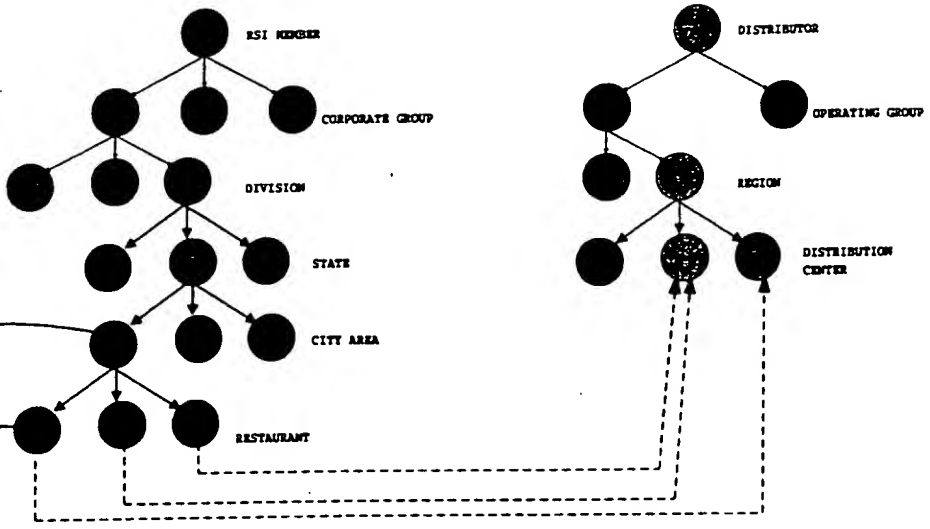 RSI MEMBER
DISTRIBUTOR
CORPORATE GROUP
OPERATING GROUP
DIVISION
REGION
STATE
DISTRIBUTION
CENTER
CITY AREA
RESTAURANT